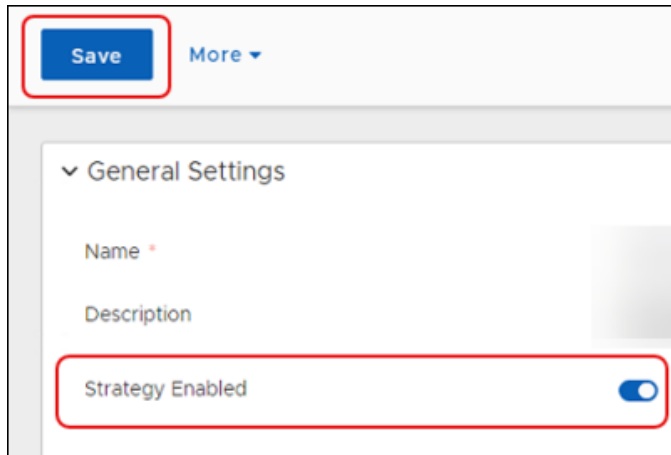 Save More
General Settings
Name *
Description
Strategy Enabled